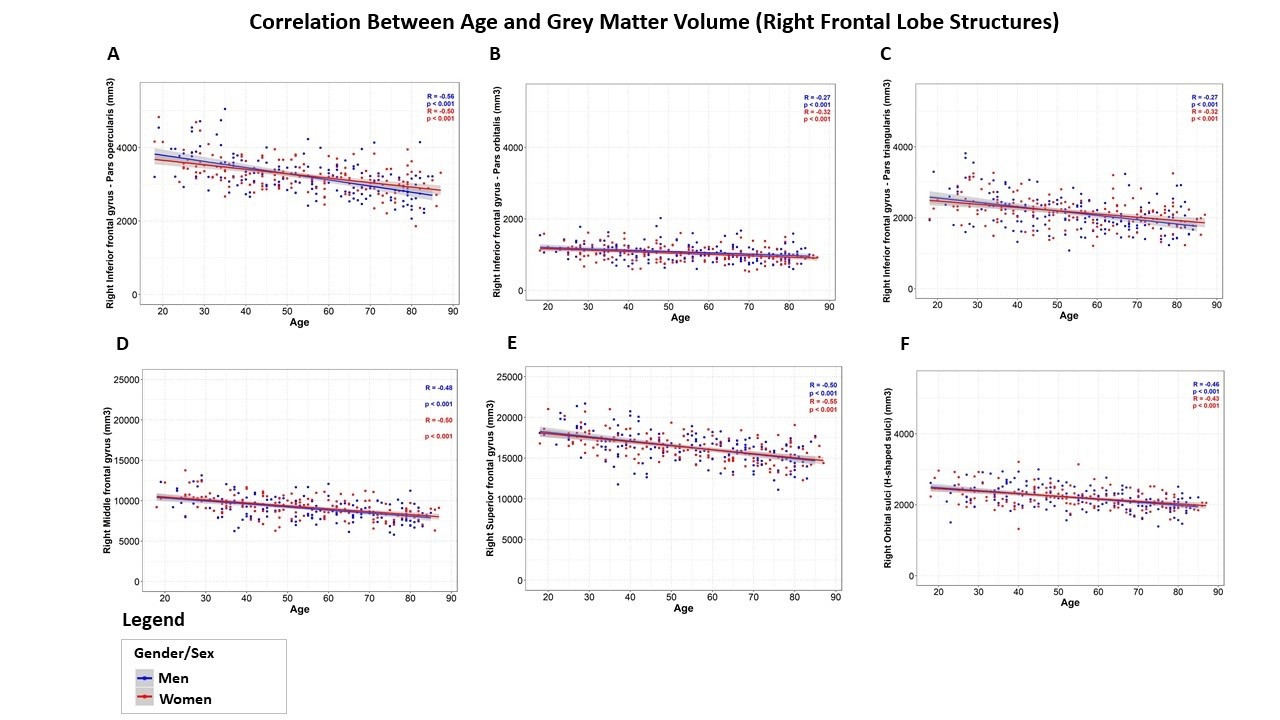 Correlation Between Age and Grey Matter Volume (Right Frontal Lobe Structures)
A
Right Inferior frontal gyrus - Pars opercularis (mm3)
4000
2000
0
R = -0.56
p < 0.001
R = -0.50
p < 0.001
20 30 40 50 60 70 80 90
Age
B
Right Inferior frontal gyrus - Pars orbitalis (mm3)
4000
2000
0
R = -0.27
p < 0.001
R = -0.32
p < 0.001
20 30 40 50 60 70 80 90
Age
C
Right Inferior frontal gyrus - Pars triangularis (mm3)
4000
2000
0
R = -0.27
p < 0.001
R = -0.32
p < 0.001
20 30 40 50 60 70 80 90
Age
D
Right Middle frontal gyrus (mm3)
25000
20000
15000
10000
5000
0
R = -0.48
p < 0.001
R = -0.50
p < 0.001
20 30 40 50 60 70 80 90
Age
E
Right Superior frontal gyrus (mm3)
25000
20000
15000
10000
5000
0
R = -0.50
p < 0.001
R = -0.55
p < 0.001
20 30 40 50 60 70 80 90
Age
F
Right Orbital sulci (H-shaped sulci) (mm3)
4000
2000
0
R = -0.46
p < 0.001
R = -0.43
p < 0.001
20 30 40 50 60 70 80 90
Age
Legend
Gender/Sex
Men
Women